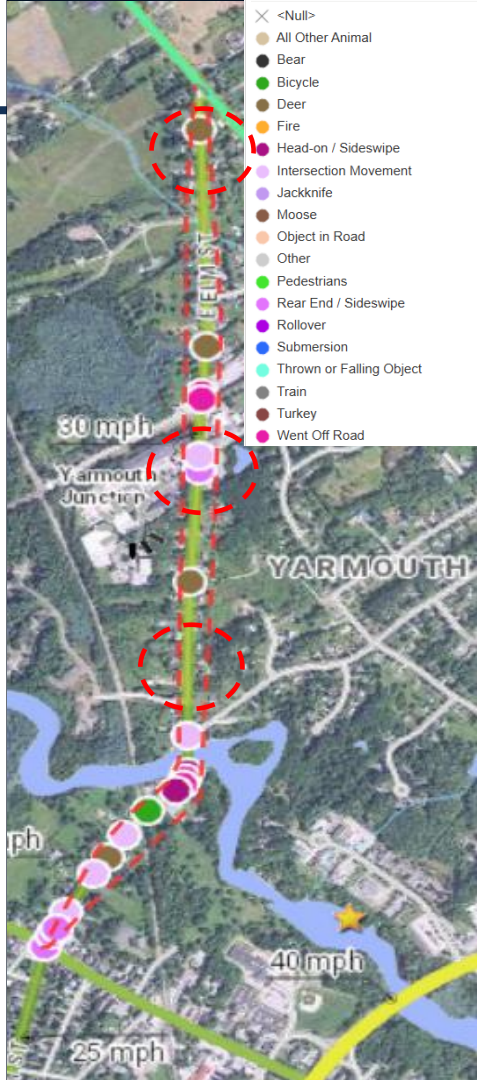 <Null>
All Other Animal
Bear
Bicycle
Deer
Fire
Head-on / Sideswipe
Intersection Movement
Jackknife
Moose
Object in Road
Other
Pedestrians
Rear End / Sideswipe
Rollover
Submersion
Thrown or Falling Object
Train
Turkey
Went Off Road
E ELM ST
30 mph
Yarmouth
Junction
YARMOUTH
mph
40 mph
25 mph
ST